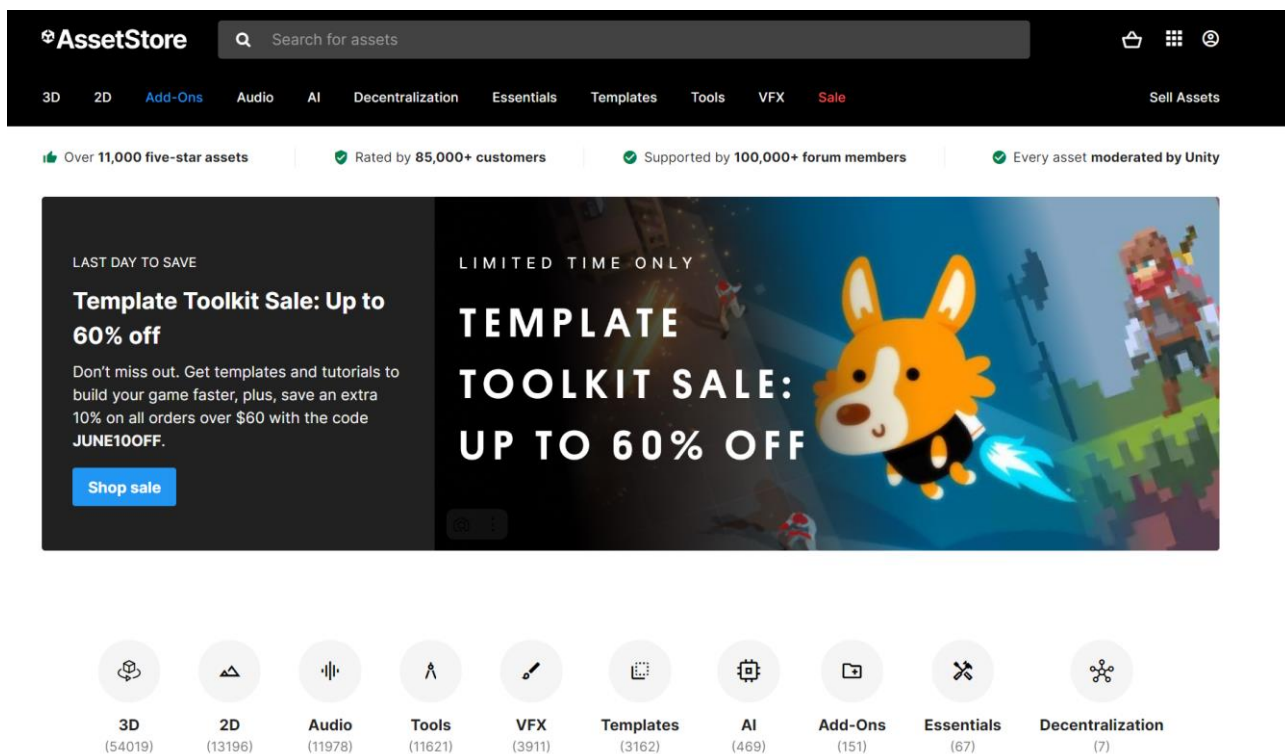 AssetStore
Search for assets
3D 2D Add-Ons Audio AI Decentralization Essentials Templates Tools VFX Sale Sell Assets
Over 11,000 five-star assets Rated by 85,000+ customers Supported by 100,000+ forum members Every asset moderated by Unity
LAST DAY TO SAVE
Template Toolkit Sale: Up to
60% off
Don't miss out. Get templates and tutorials to
build your game faster, plus, save an extra
10% on all orders over $60 with the code
JUNE10OFF.
Shop sale
LIMITED TIME ONLY
TEMPLATE
TOOLKIT SALE:
UP TO 60% OFF
@
3D 2D Audio Tools VFX Templates AI Add-Ons Essentials Decentralization
(54019) (13196) (11978) (11621) (3911) (3162) (469) (151) (67) (7)